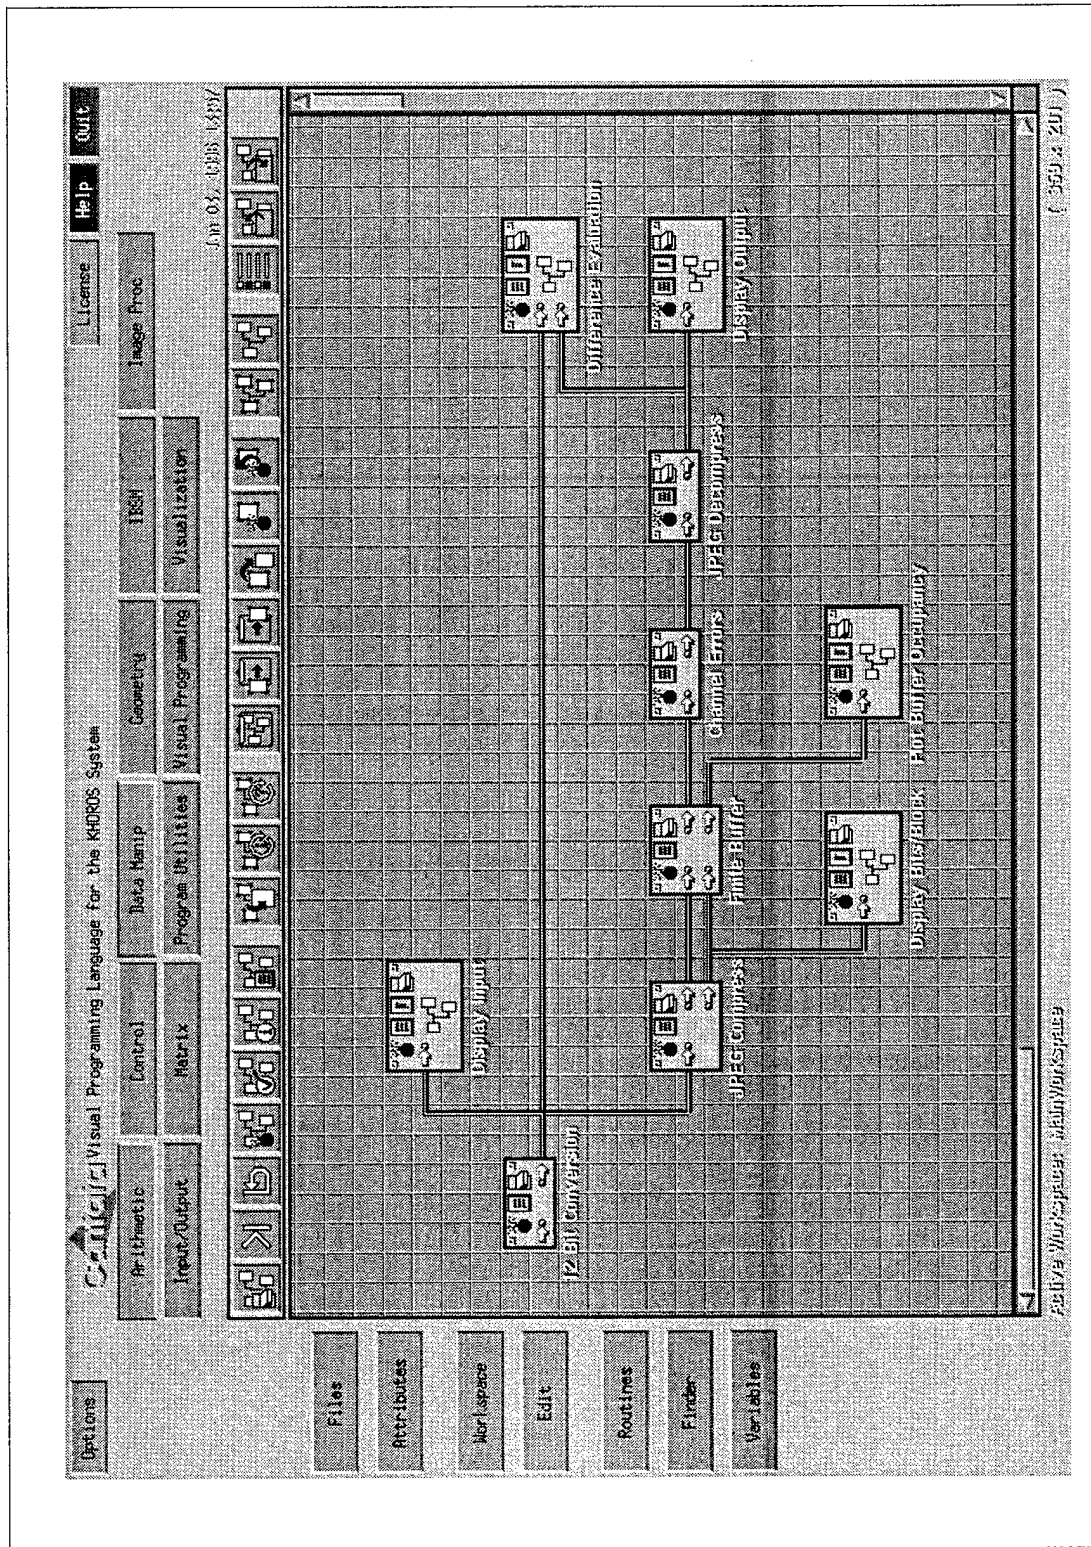 Options
Cantata
Visual Programming Language for the KHOROS System
License
Help
Quit
Arithmetic
Control
Data Manip
Geometry
IBSM
Image Proc
Input/Output
Matrix
Program Utilities
Visual Programming
Visualization
Files
Attributes
Workspace
Edit
Routines
Finder
Variables
Display Input
12 Bit Conversion
Difference Evaluation
JPEG Compress
Finite Buffer
Channel Errors
JPEG Decompress
Display Output
Display Bits/Block
Plot Buffer Occupancy
Active Workspace: MainWorkspace